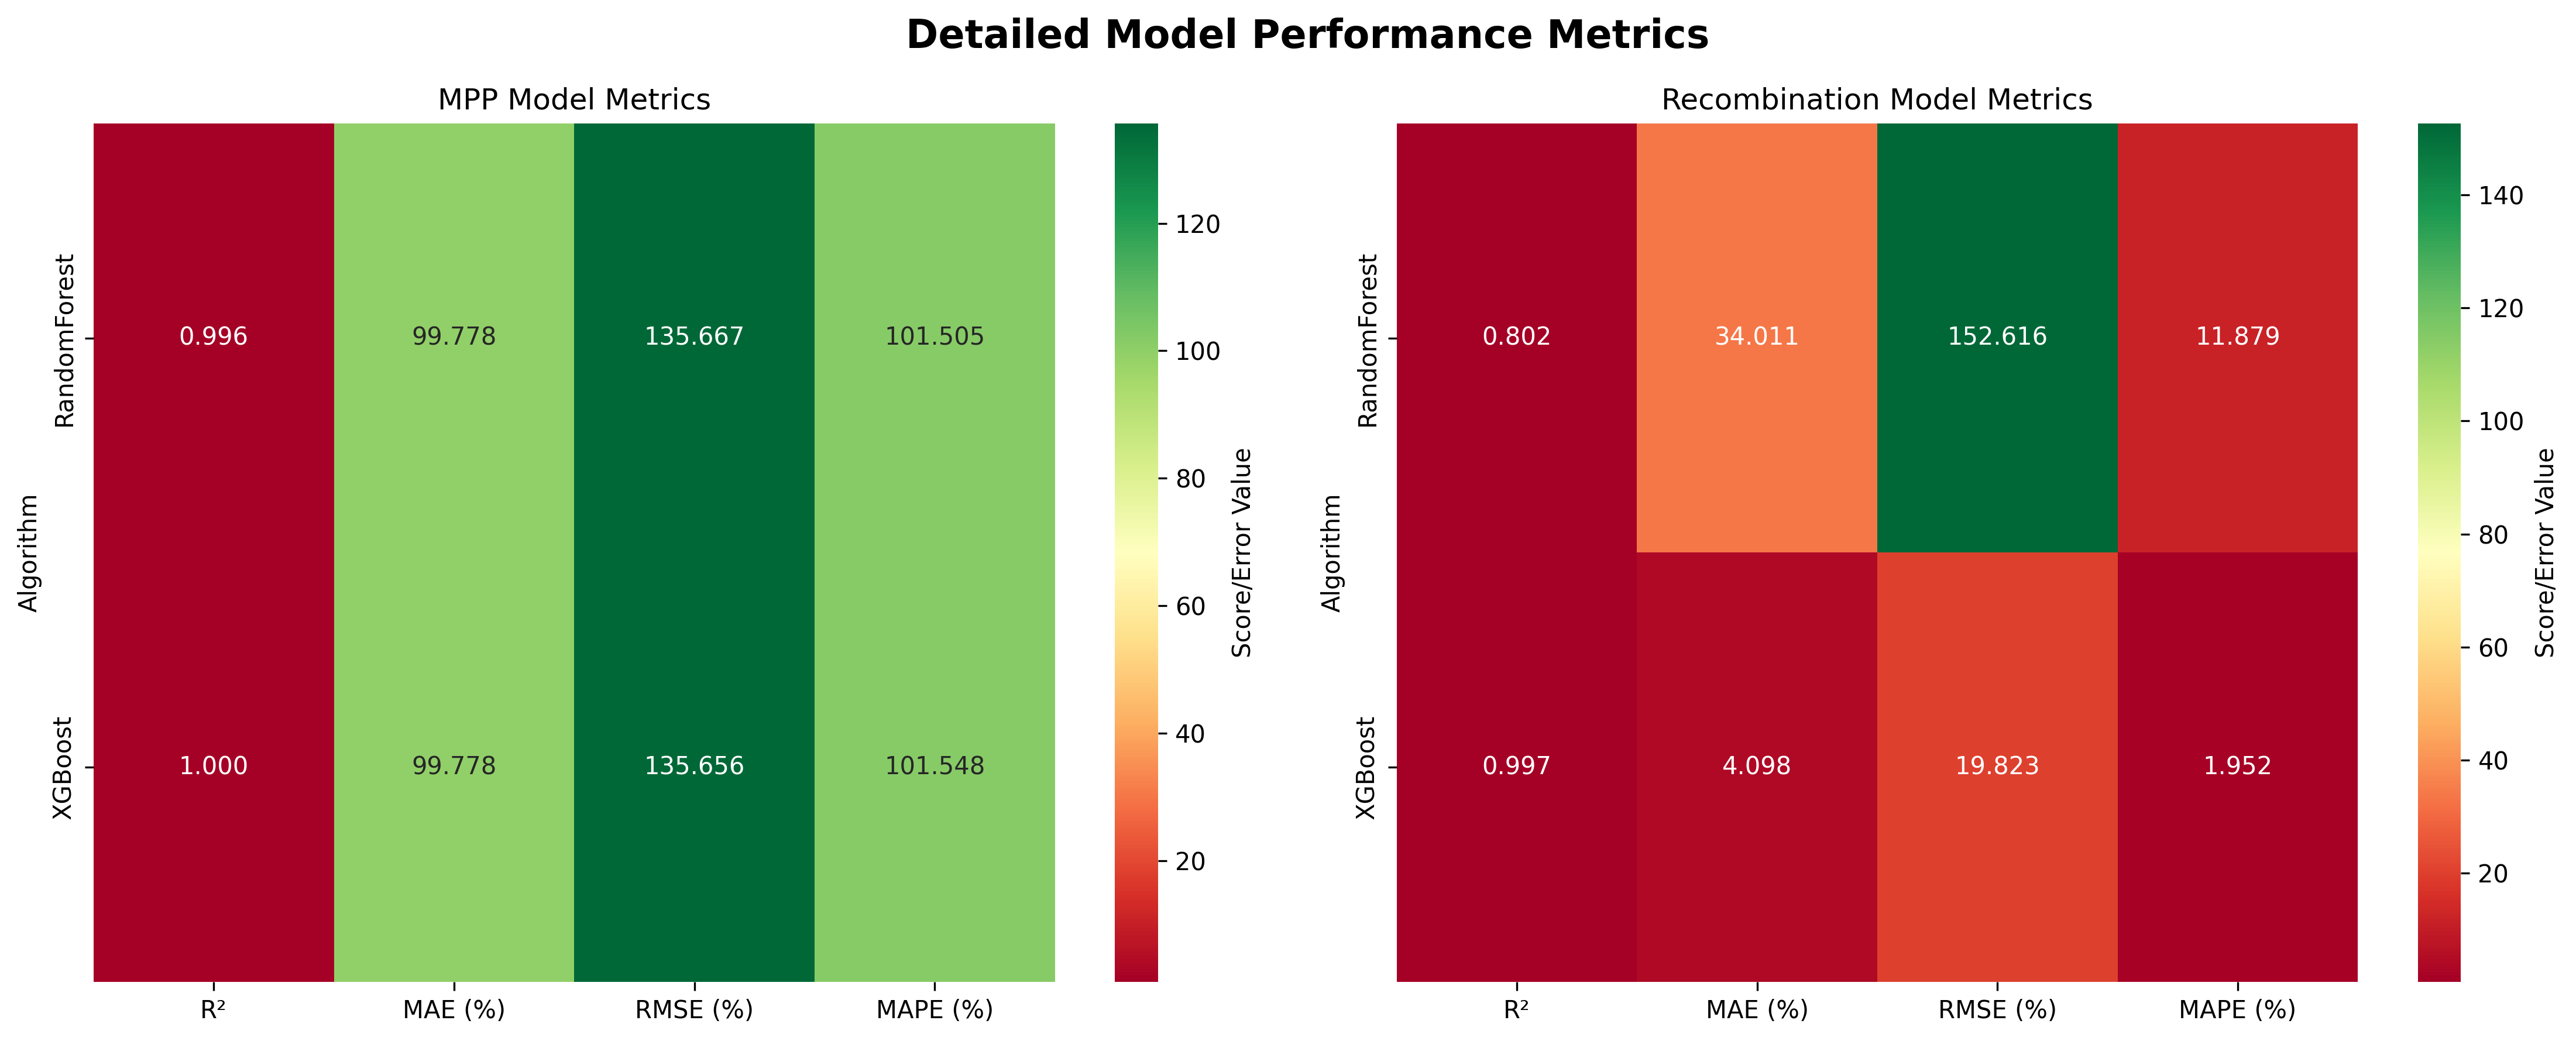 Detailed Model Performance Metrics
MPP Model Metrics
Algorithm
RandomForest
XGBoost
0.996 99.778 135.667 101.505
1.000 99.778 135.656 101.548
R² MAE (%) RMSE (%) MAPE (%)
120
100
80
60
40
20
Score/Error Value
Recombination Model Metrics
Algorithm
RandomForest
XGBoost
0.802 34.011 152.616 11.879
0.997 4.098 19.823 1.952
R² MAE (%) RMSE (%) MAPE (%)
140
120
100
80
60
40
20
Score/Error Value